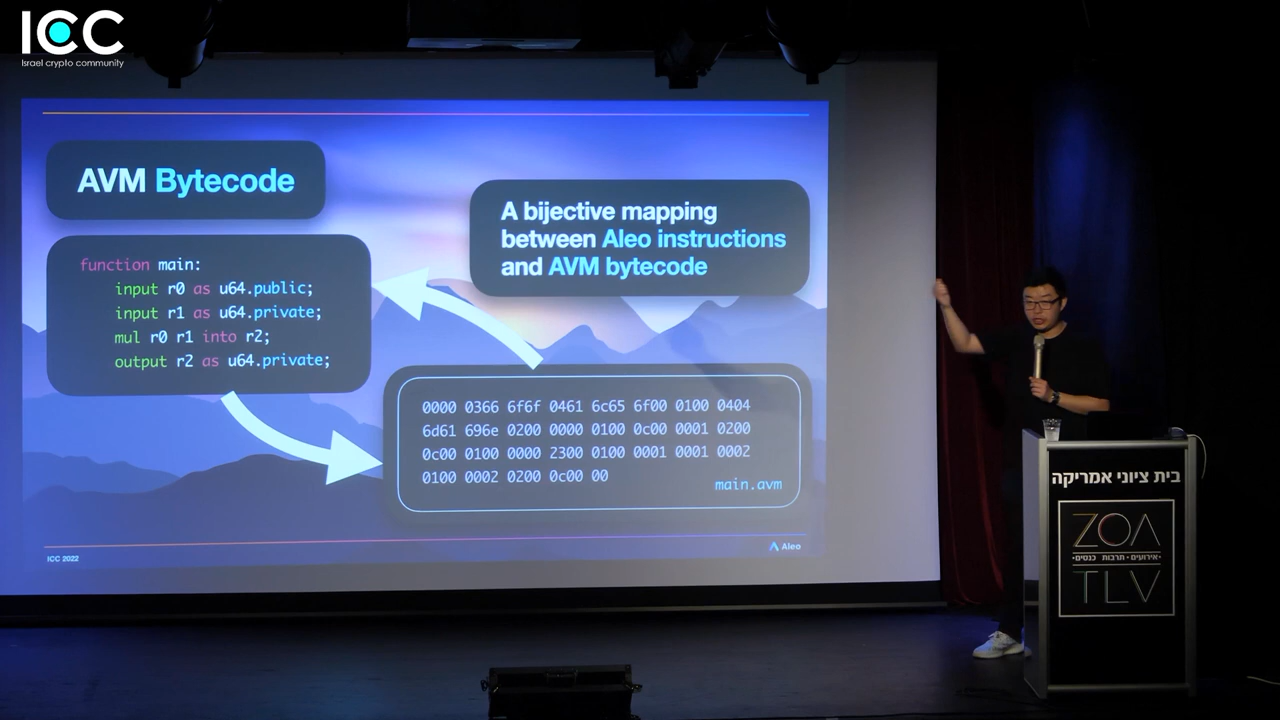 ICC
Israel crypto community
AVM Bytecode
A bijective mapping
between Aleo instructions
and AVM bytecode
function main:
input r0 as u64.public;
input r1 as u64.private;
mul r0 r1 into r2;
output r2 as u64.private;
0000 0366 6f6f 0461 6c65 6f00 0100 0404
6d61 696e 0200 0000 0100 0c00 0001 0200
0c00 0100 0000 2300 0100 0001 0001 0002
0100 0002 0200 0c00 00
main.avm
ICC 2022
Aleo
בית ציוני אמריקה
ZOA
אירועים • תרבות • כנסים
TLV